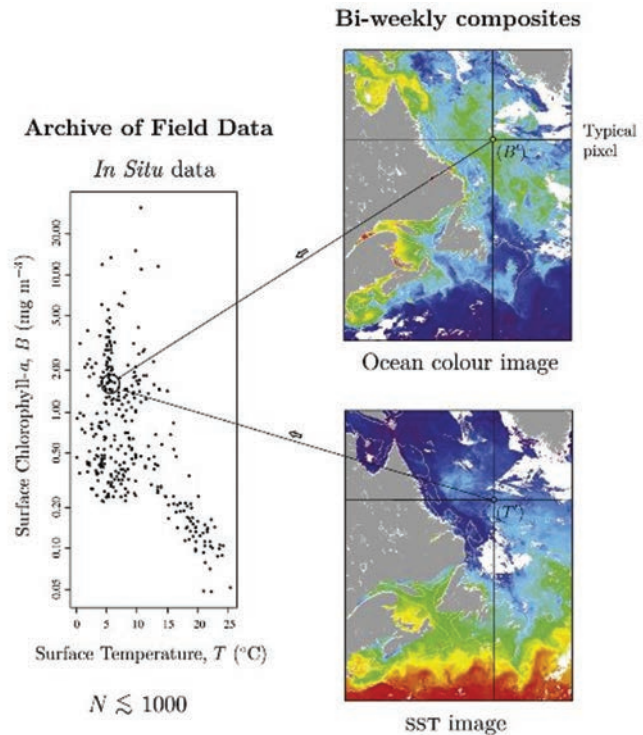 Bi-weekly composites
Archive of Field Data
In Situ data
Surface Chlorophyll-a, B (mg m⁻³)
20.00
10.00
5.00
2.00
1.00
0.50
0.20
0.10
0.05
0 5 10 15 20 25
Surface Temperature, T (°C)
N ≲ 1000
(B′)
Typical
pixel
Ocean colour image
(T′)
SST image